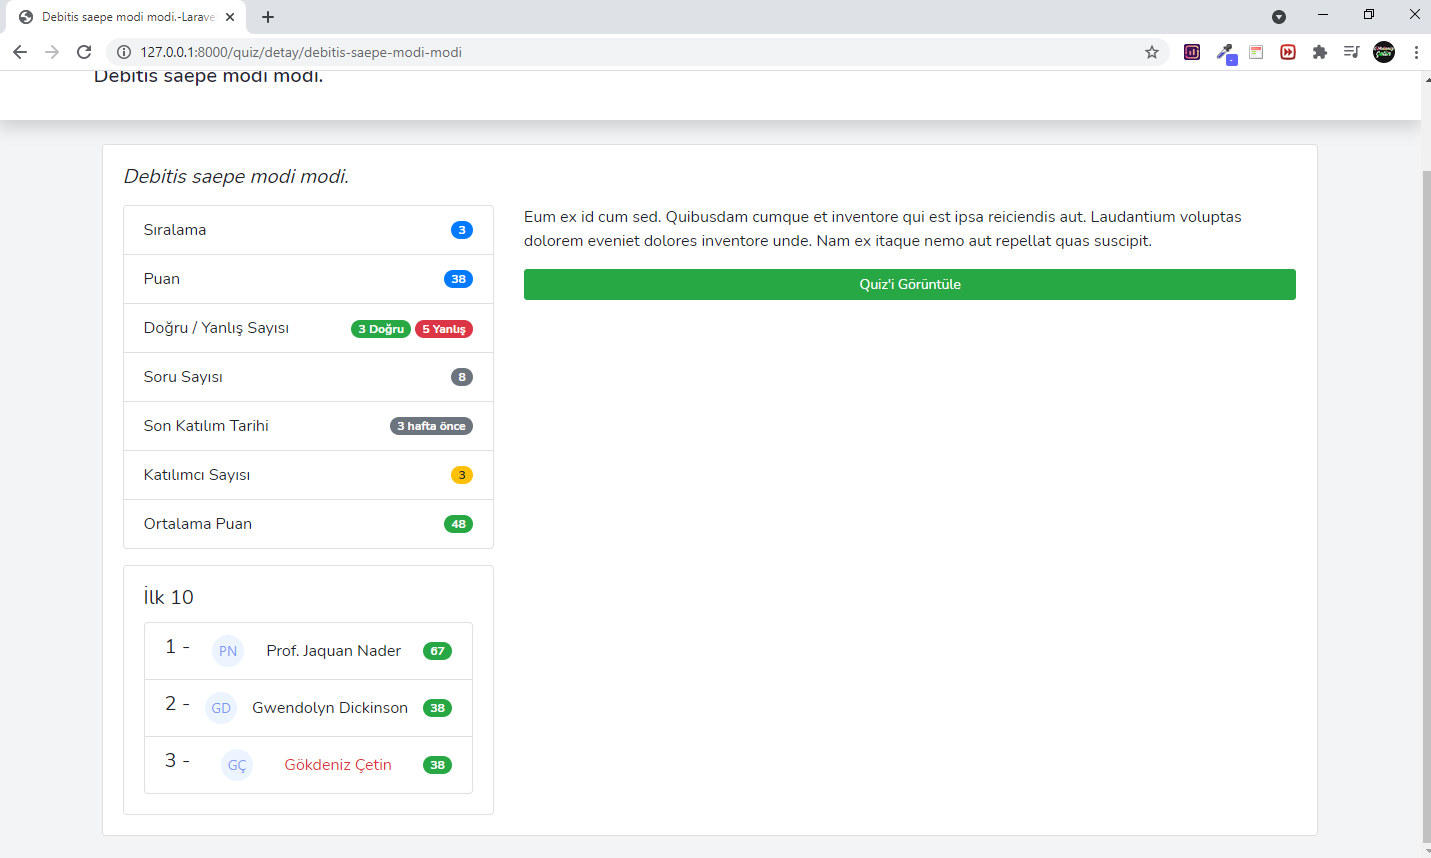 Debitis saepe modi modi.-Larave
127.0.0.1:8000/quiz/detay/debitis-saepe-modi-modi
Debitis saepe modi modi.
Debitis saepe modi modi.
Sıralama 3
Puan 38
Doğru / Yanlış Sayısı 3 Doğru 5 Yanlış
Soru Sayısı 8
Son Katılım Tarihi 3 hafta önce
Katılımcı Sayısı 3
Ortalama Puan 48
Eum ex id cum sed. Quibusdam cumque et inventore qui est ipsa reiciendis aut. Laudantium voluptas
dolorem eveniet dolores inventore unde. Nam ex itaque nemo aut repellat quas suscipit.
Quiz'i Görüntüle
İlk 10
1 - PN Prof. Jaquan Nader 67
2 - GD Gwendolyn Dickinson 38
3 - GÇ Gökdeniz Çetin 38